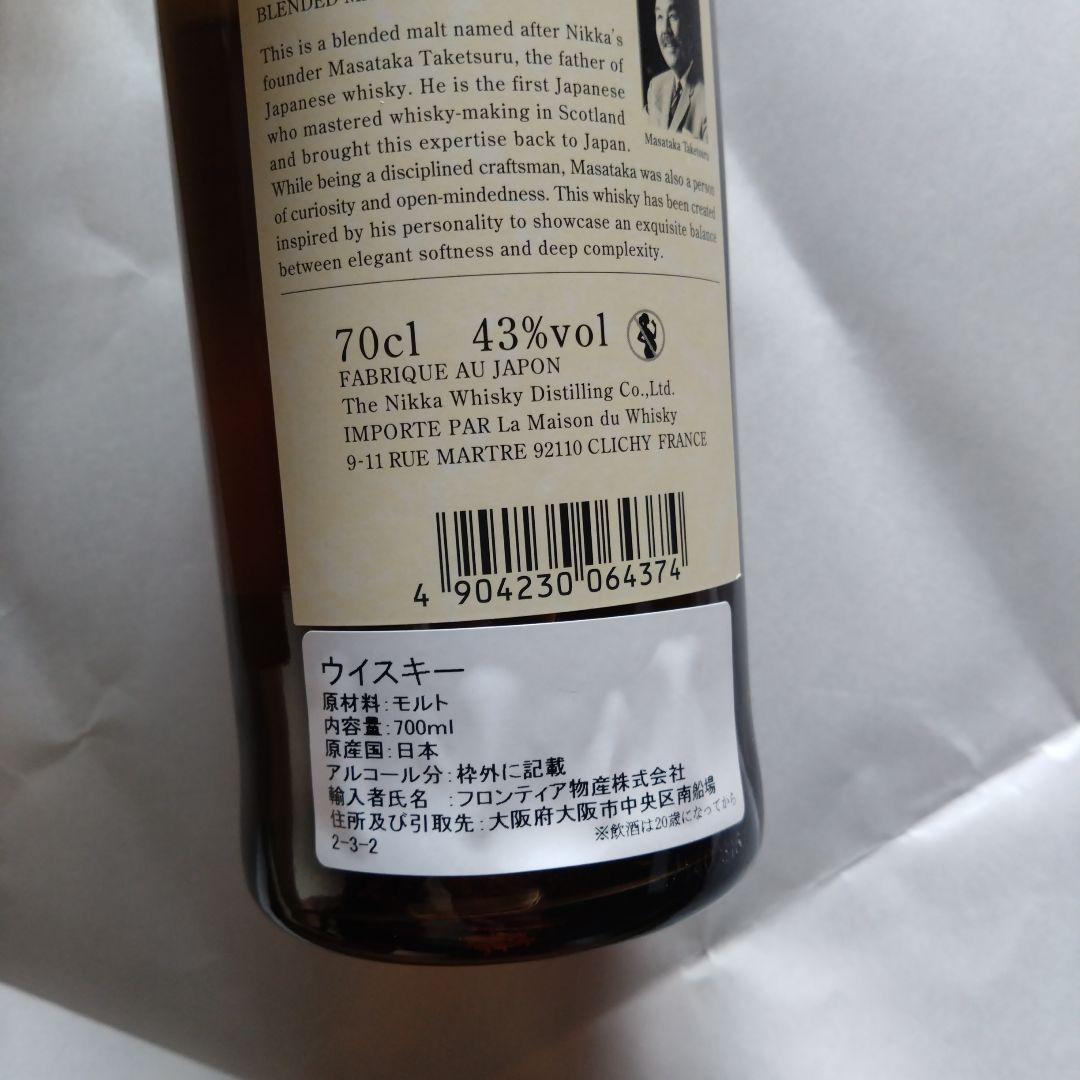 BLENDED
This is a blended malt named after Nikka's
founder Masataka Taketsuru, the father of
Japanese whisky. He is the first Japanese
who mastered whisky-making in Scotland
and brought this expertise back to Japan.
While being a disciplined craftsman, Masataka was also a person
of curiosity and open-mindedness. This whisky has been created
inspired by his personality to showcase an exquisite balance
between elegant softness and deep complexity.
Masataka Taketsuru
70cl 43%vol
FABRIQUE AU JAPON
The Nikka Whisky Distilling Co.,Ltd.
IMPORTE PAR La Maison du Whisky
9-11 RUE MARTRE 92110 CLICHY FRANCE
4 904230 064374
ウイスキー
原材料:モルト
内容量:700ml
原産国:日本
アルコール分:枠外に記載
輸入者氏名 :フロンティア物産株式会社
住所及び引取先:大阪府大阪市中央区南船場
2-3-2
※飲酒は20歳になってから